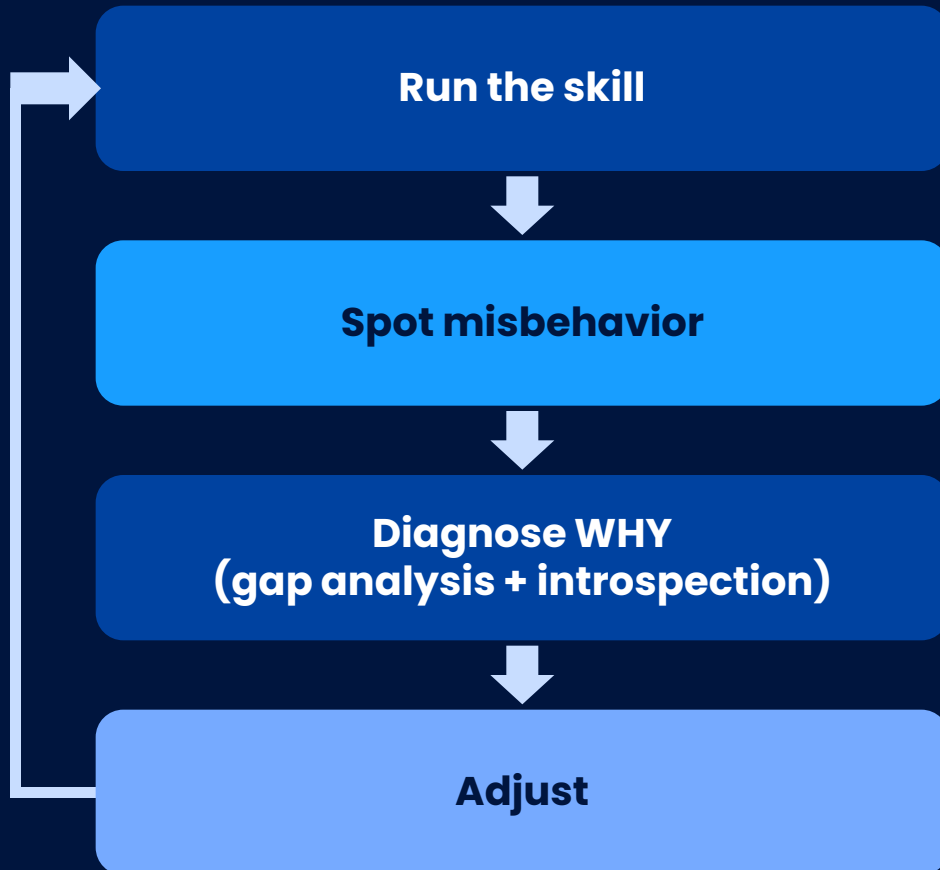 Run the skill
Spot misbehavior
Diagnose WHY
(gap analysis + introspection)
Adjust